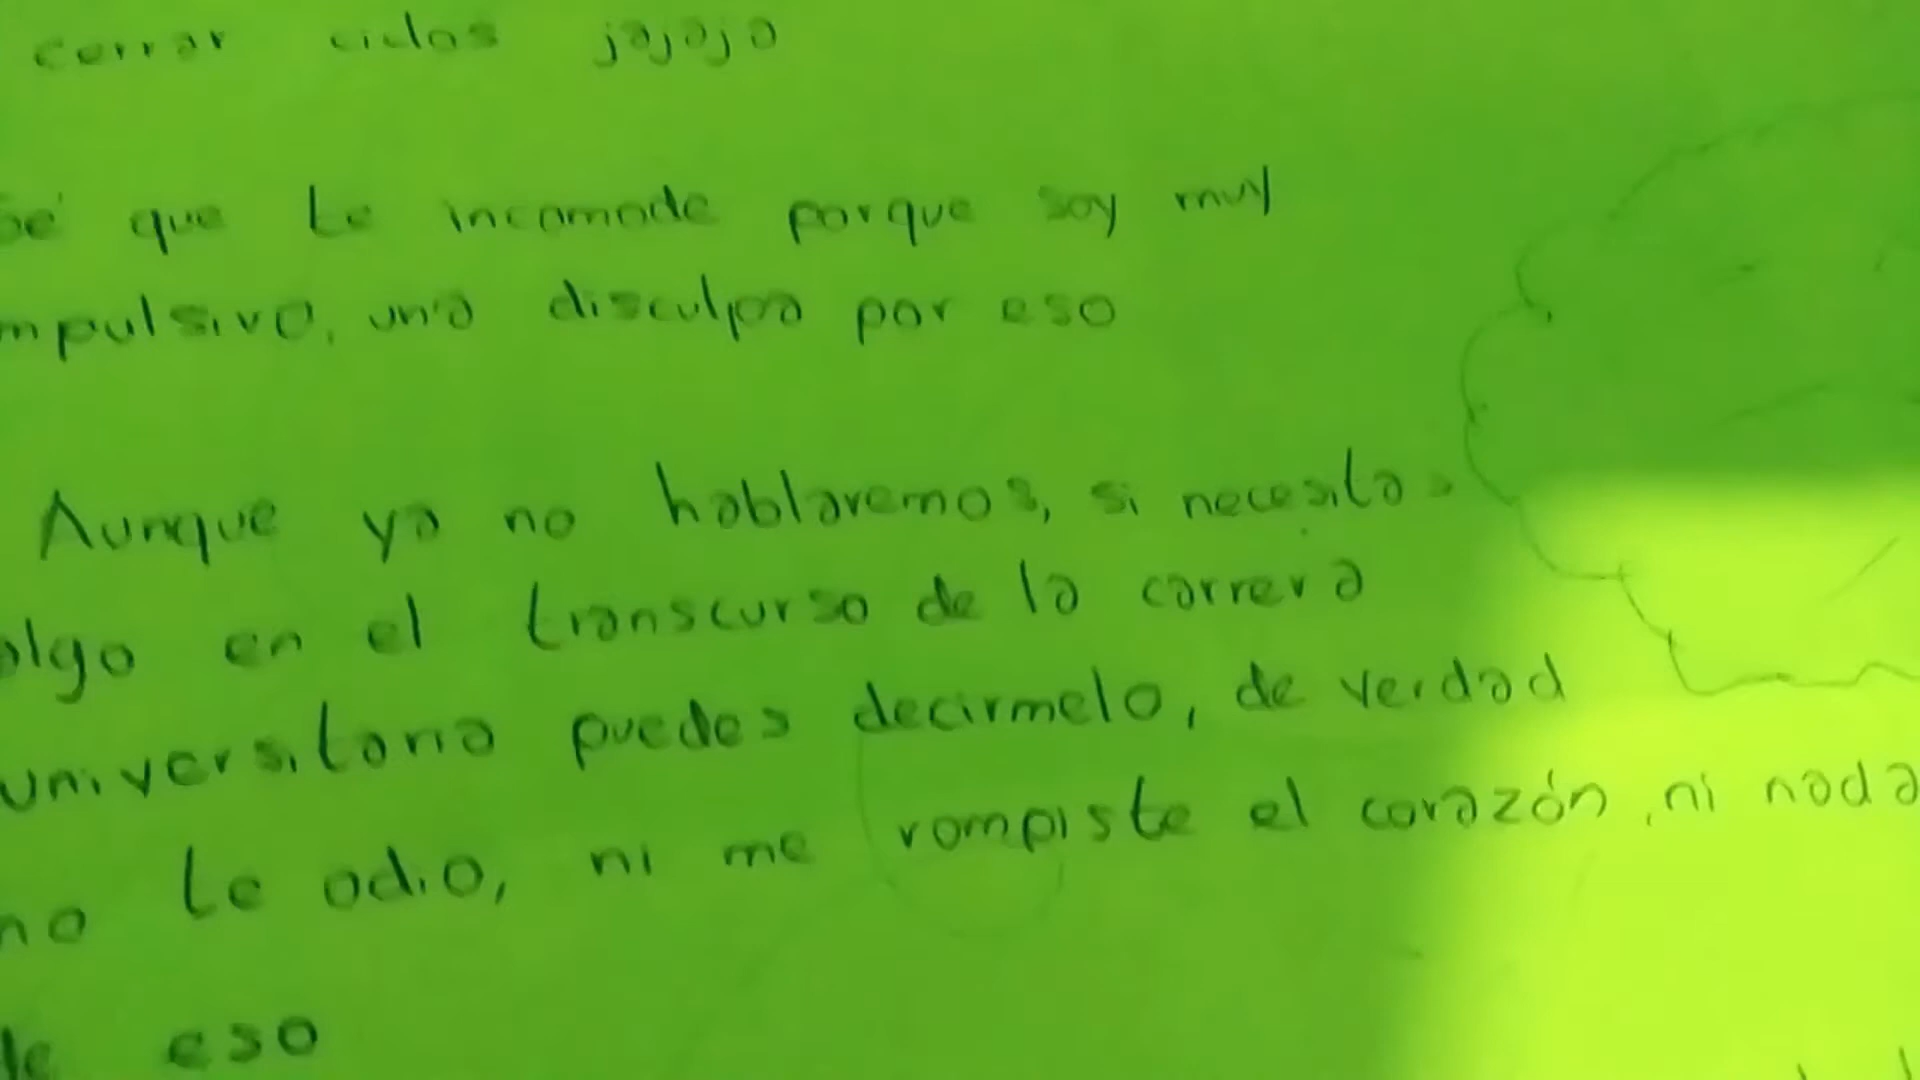 cerrar ciclos jajaja
Sé que te incomode porque soy muy
impulsivo, una disculpa por eso
Aunque ya no hablaremos, si necesitas
algo en el transcurso de la carrera
universitaria puedes decirmelo, de verdad
no te odio, ni me rompiste el corazón, ni nada
de eso